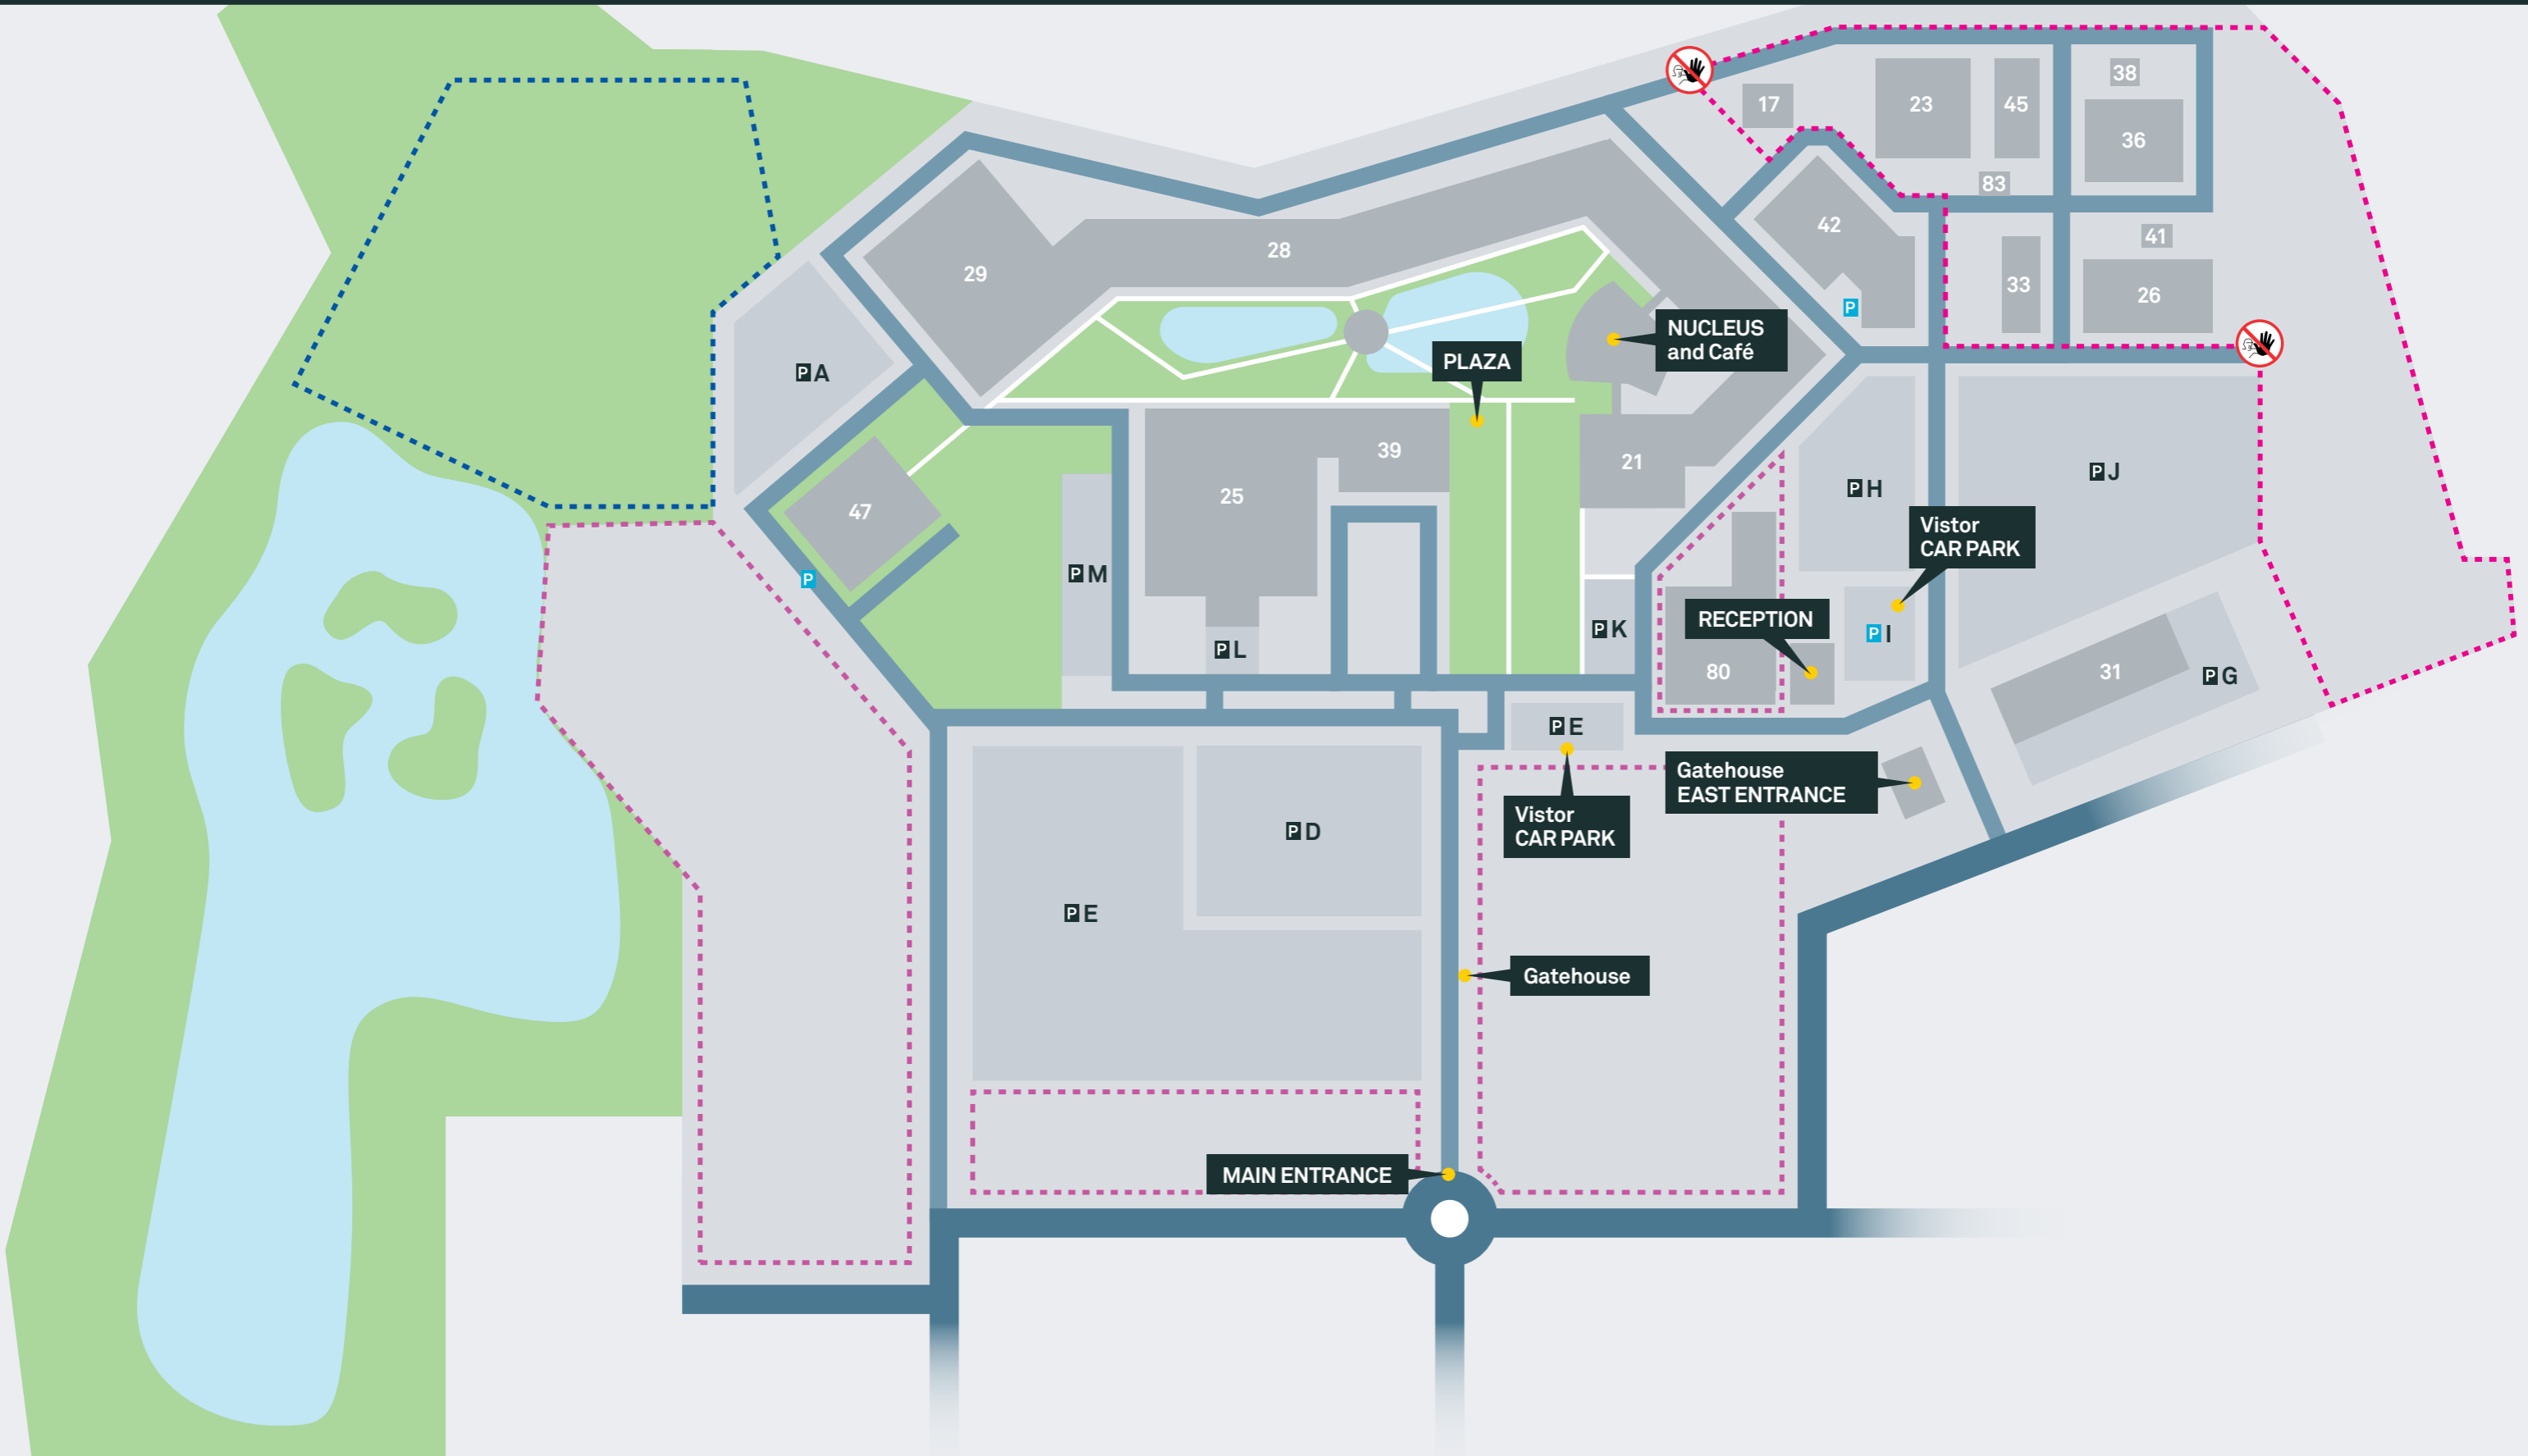 38
17
23
45
36
83
42
41
28
29
33
26
P
NUCLEUS
and Café
PLAZA
P A
39
21
P J
25
P H
47
Vistor
CAR PARK
P M
P
RECEPTION
P K
P I
P L
80
31
P G
P E
Gatehouse
EAST ENTRANCE
Vistor
CAR PARK
P D
P E
Gatehouse
MAIN ENTRANCE